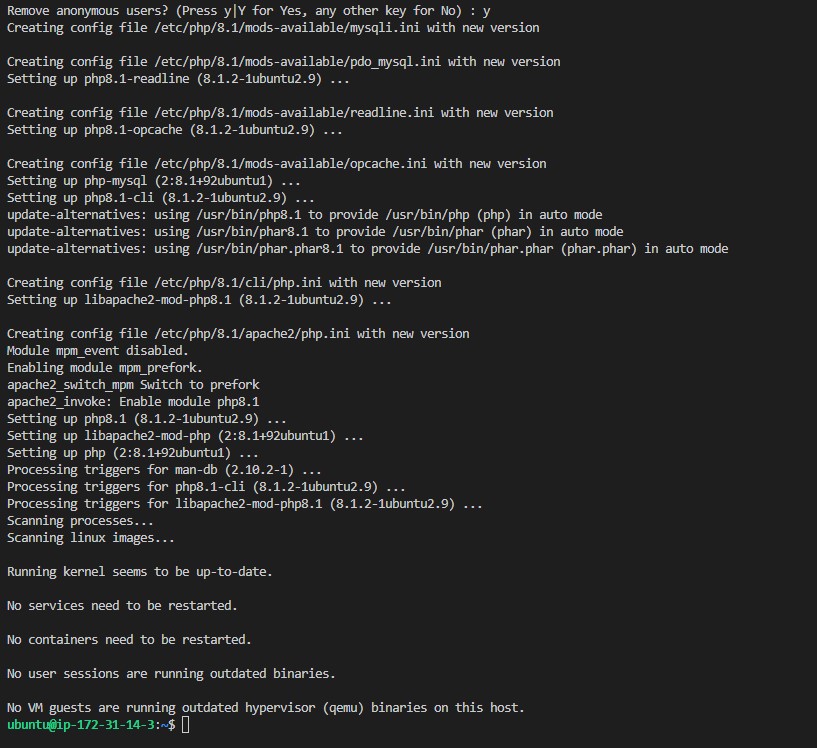 Remove anonymous users? (Press y|Y for Yes, any other key for No) : y
Creating config file /etc/php/8.1/mods-available/mysqli.ini with new version
Creating config file /etc/php/8.1/mods-available/pdo_mysql.ini with new version
Setting up php8.1-readline (8.1.2-1ubuntu2.9) ...
Creating config file /etc/php/8.1/mods-available/readline.ini with new version
Setting up php8.1-opcache (8.1.2-1ubuntu2.9) ...
Creating config file /etc/php/8.1/mods-available/opcache.ini with new version
Setting up php-mysql (2:8.1+92ubuntu1) ...
Setting up php8.1-cli (8.1.2-1ubuntu2.9) ...
update-alternatives: using /usr/bin/php8.1 to provide /usr/bin/php (php) in auto mode
update-alternatives: using /usr/bin/phar8.1 to provide /usr/bin/phar (phar) in auto mode
update-alternatives: using /usr/bin/phar.phar8.1 to provide /usr/bin/phar.phar (phar.phar) in auto mode
Creating config file /etc/php/8.1/cli/php.ini with new version
Setting up libapache2-mod-php8.1 (8.1.2-1ubuntu2.9) ...
Creating config file /etc/php/8.1/apache2/php.ini with new version
Module mpm_event disabled.
Enabling module mpm_prefork.
apache2_switch_mpm Switch to prefork
apache2_invoke: Enable module php8.1
Setting up php8.1 (8.1.2-1ubuntu2.9) ...
Setting up libapache2-mod-php (2:8.1+92ubuntu1) ...
Setting up php (2:8.1+92ubuntu1) ...
Processing triggers for man-db (2.10.2-1) ...
Processing triggers for php8.1-cli (8.1.2-1ubuntu2.9) ...
Processing triggers for libapache2-mod-php8.1 (8.1.2-1ubuntu2.9) ...
Scanning processes...
Scanning linux images...
Running kernel seems to be up-to-date.
No services need to be restarted.
No containers need to be restarted.
No user sessions are running outdated binaries.
No VM guests are running outdated hypervisor (qemu) binaries on this host.
ubuntu@ip-172-31-14-3:~$